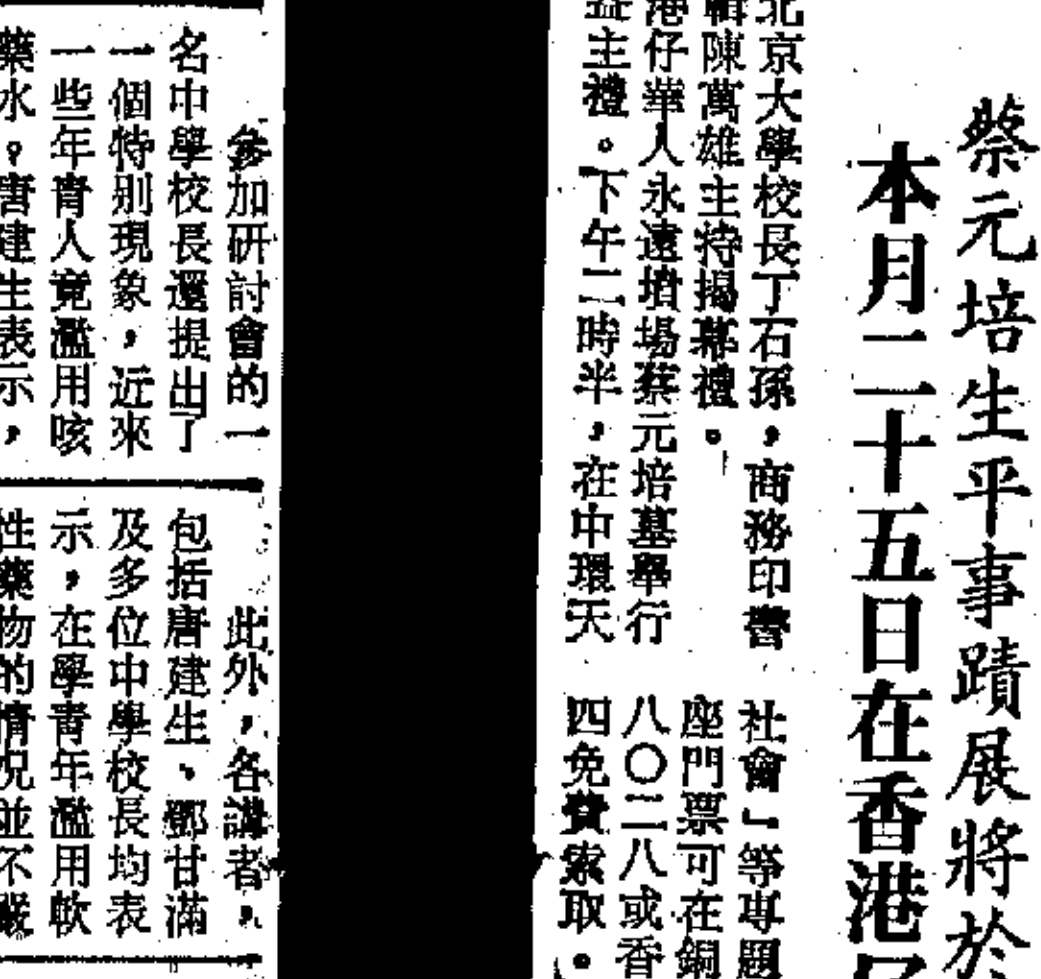 蔡元培生平事蹟展將於
本月二十五日在香港
北京大學校長丁石孫，商務印書
輯陳萬雄主持揭幕禮。
港仔華人永遠墳場蔡元培墓舉行
益主禮。下午二時半，在中環天
社會」等專題
座門票可在銅
八〇二八或香
四免費索取。
參加研討會的一
名中學校長還提出了
一個特別現象，近來
一些年青人竟濫用咳
藥水，唐建生表示，
此外，各講者，
包括唐建生、鄧甘滿
及多位中學校長均表
示，在學青年濫用軟
性藥物的情況並不嚴